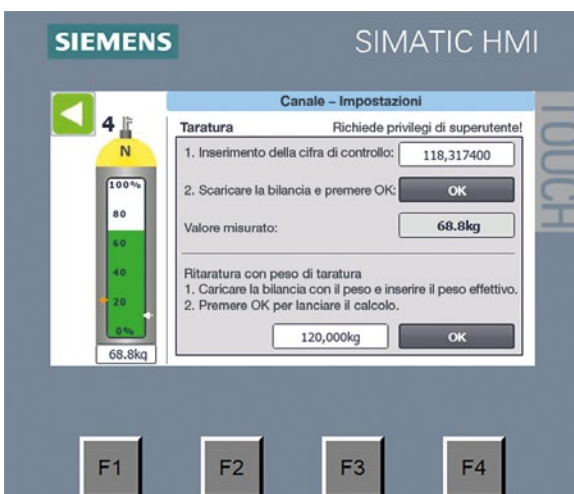 SIEMENS
SIMATIC HMI
TOUCH
Canale – Impostazioni
4
Taratura
Richiede privilegi di superutente!
N
1. Inserimento della cifra di controllo:
118,317400
100%
2. Scaricare la bilancia e premere OK:
OK
80
Valore misurato:
68.8kg
60
40
Ritaratura con peso di taratura
1. Caricare la bilancia con il peso e inserire il peso effettivo.
20
2. Premere OK per lanciare il calcolo.
0%
120,000kg
OK
68.8kg
F1
F2
F3
F4